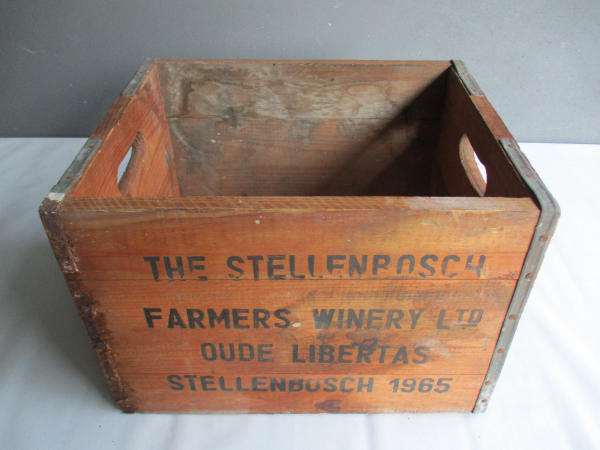 THE STELLENBOSCH
FARMERS. WINERY LTD
OUDE LIBERTAS
STELLENBOSCH 1965